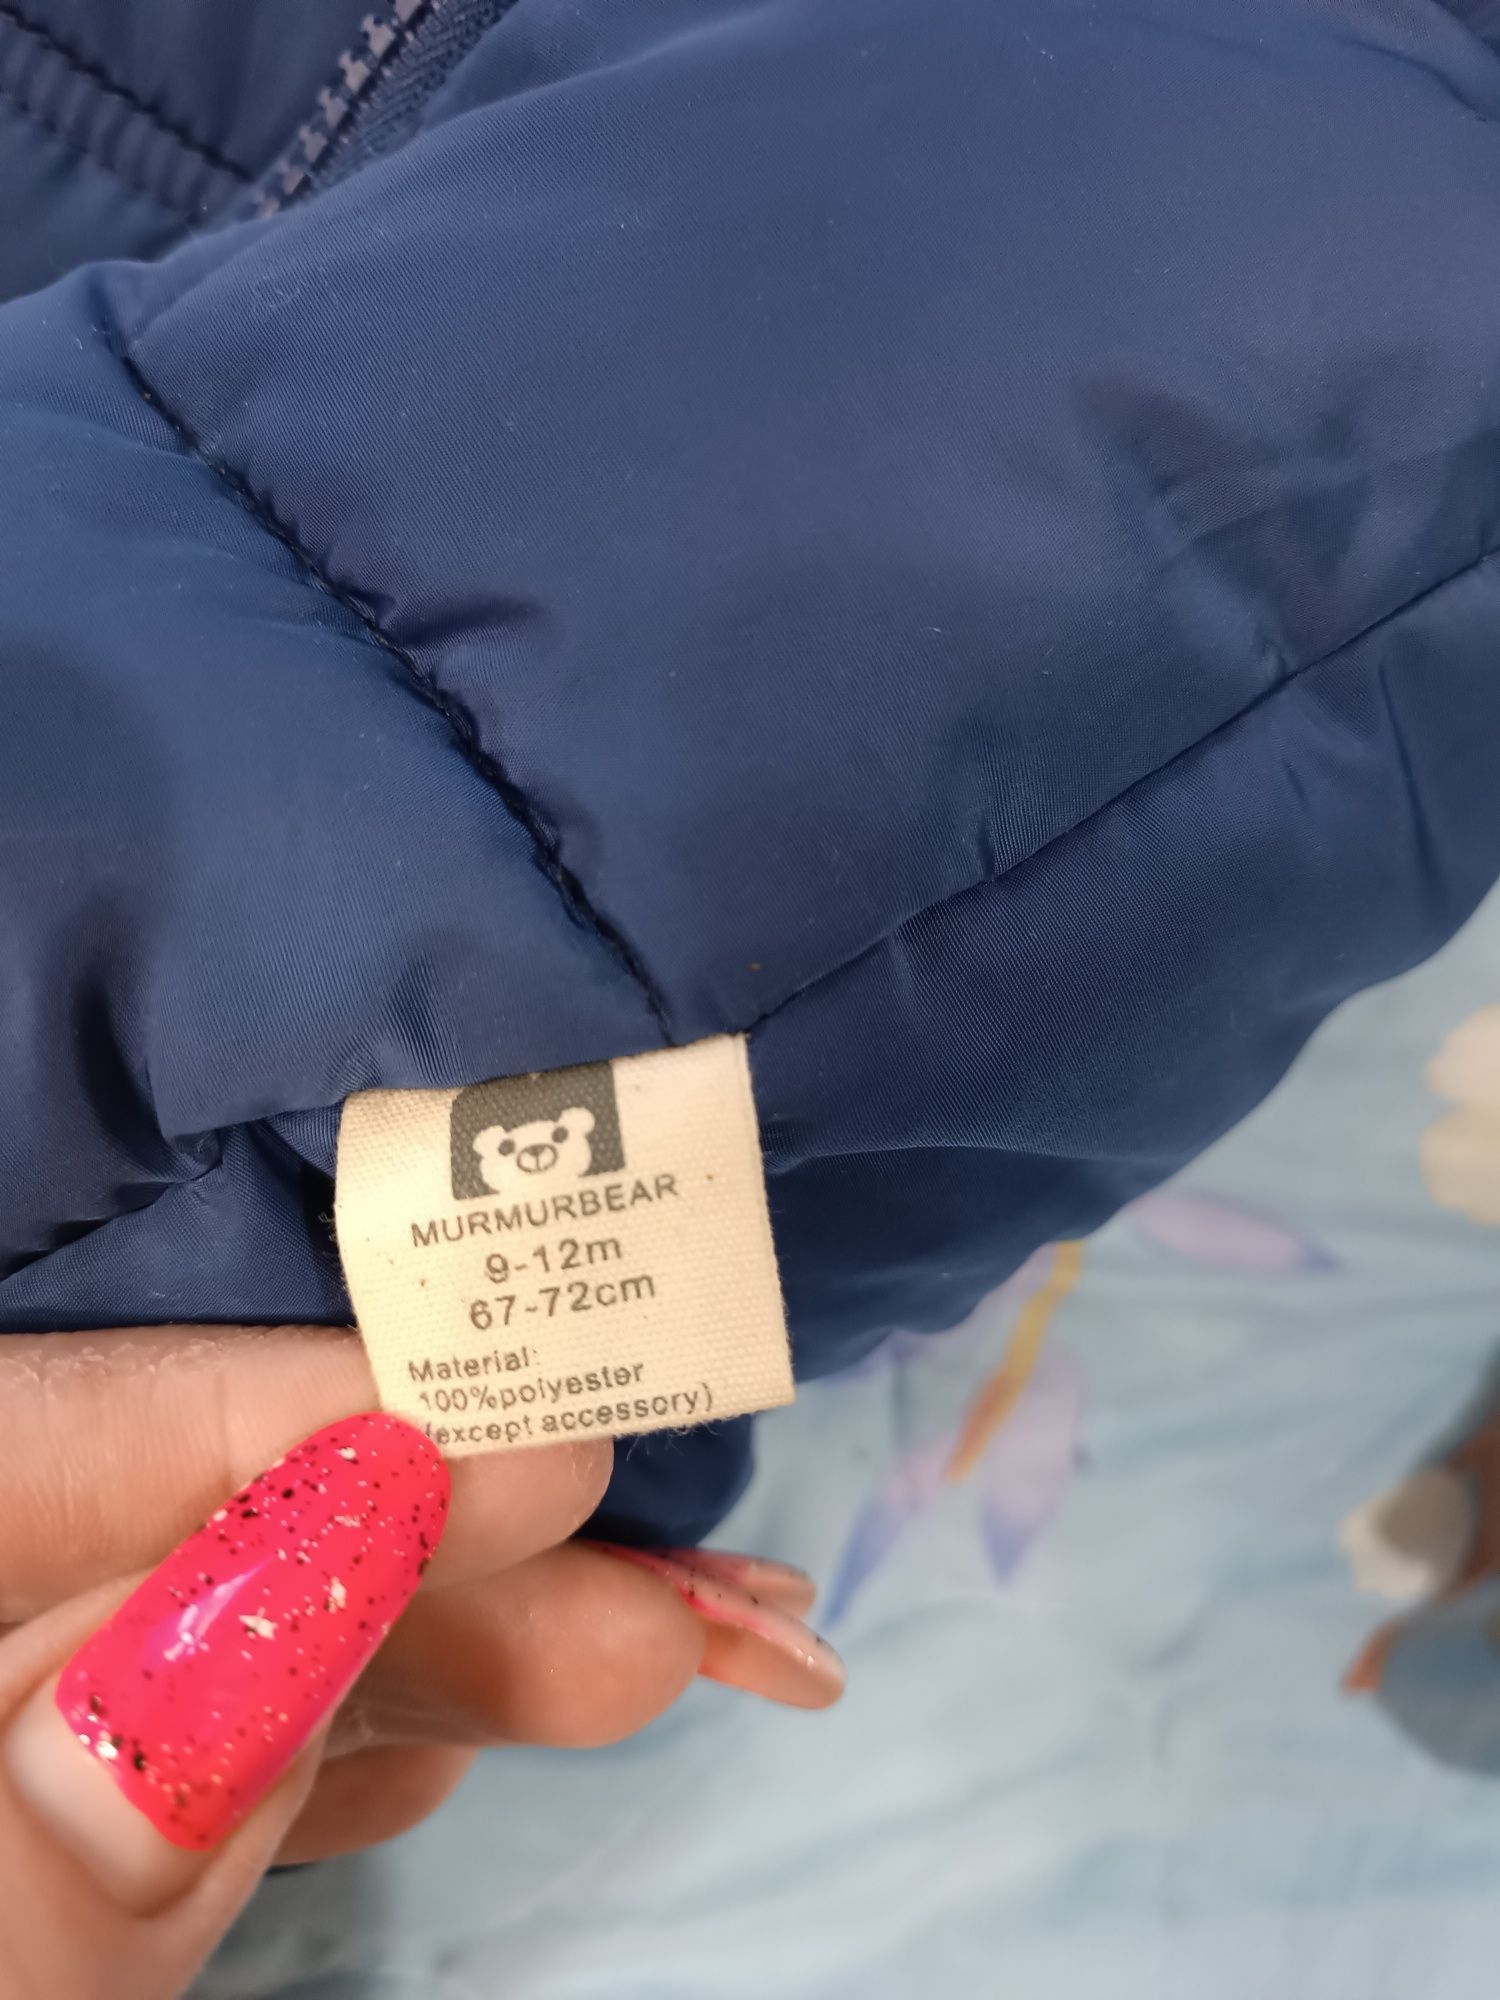 MURMURBEAR
9-12m
67-72cm
Material:
100%polyester
(except accessory)